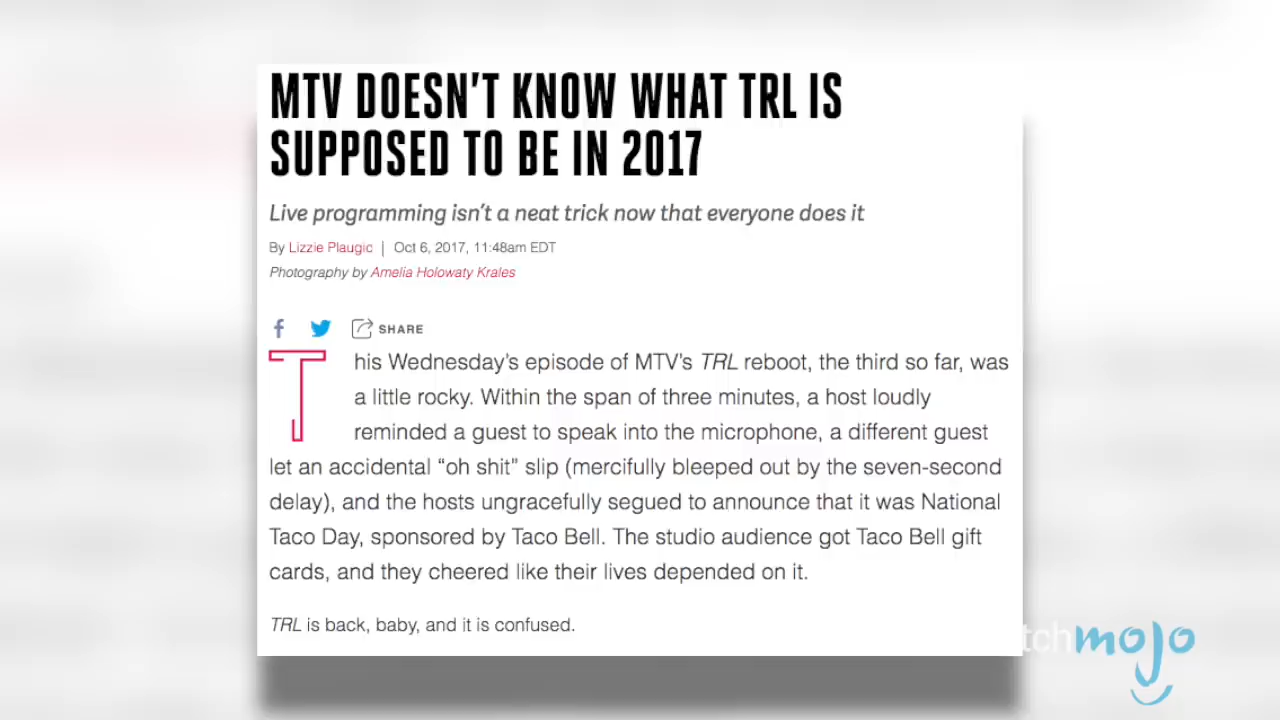 MTV DOESN'T KNOW WHAT TRL IS
SUPPOSED TO BE IN 2017
Live programming isn't a neat trick now that everyone does it
By Lizzie Plaugic | Oct 6, 2017, 11:48am EDT
Photography by Amelia Holowaty Krales
SHARE
This Wednesday's episode of MTV's TRL reboot, the third so far, was
a little rocky. Within the span of three minutes, a host loudly
reminded a guest to speak into the microphone, a different guest
let an accidental “oh shit” slip (mercifully bleeped out by the seven-second
delay), and the hosts ungracefully segued to announce that it was National
Taco Day, sponsored by Taco Bell. The studio audience got Taco Bell gift
cards, and they cheered like their lives depended on it.
TRL is back, baby, and it is confused.
tchmojo